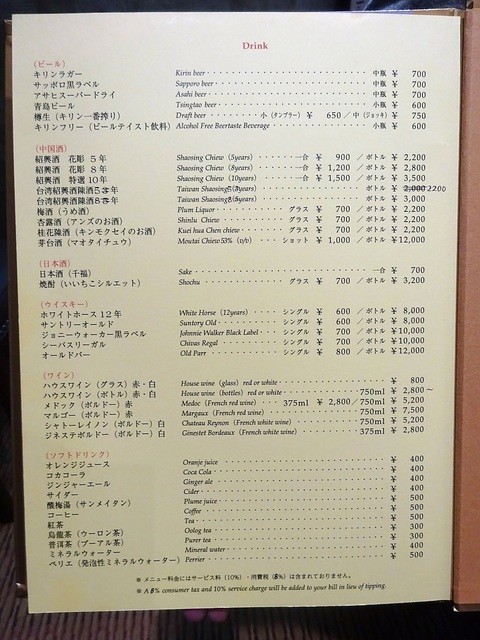 Drink
(ビール)
キリンラガー Kirin beer 中瓶 ¥ 700
サッポロ黒ラベル Sapporo beer 中瓶 ¥ 700
アサヒスーパードライ Asahi beer 中瓶 ¥ 700
青島ビール Tsingtao beer 小瓶 ¥ 600
樽生(キリン一番搾り) Draft beer 小(タンブラー) ¥ 650/中(ジョッキ) ¥ 750
キリンフリー(ビールテイスト飲料) Alcohol Free Beertaste Beverage 小瓶 ¥ 600
(中国酒)
紹興酒 花彫 5年 Shaosing Chiew (5years) 一合 ¥ 900 /ボトル ¥ 2,200
紹興酒 花彫 8年 Shaosing Chiew (8years) 一合 ¥ 1,200 /ボトル ¥ 2,800
紹興酒 特選10年 Shaosing Chiew (10years) 一合 ¥ 1,500 /ボトル ¥ 3,500
台湾紹興酒陳酒 年 Taiwan Shaosing years) ボトル ¥ 2200
台湾紹興酒陳酒8年 Taiwan Shaosing years) ボトル ¥ 3,000
梅酒(うめ酒) Plum Liquor グラス ¥ 700 /ボトル ¥ 2,200
杏露酒(アンズのお酒) Shinlu Chiew グラス ¥ 700 /ボトル ¥ 2,200
桂花陳酒(キンモクセイのお酒) Kuei hua Chen chiew グラス ¥ 700 /ボトル ¥ 2,200
茅台酒(マオタイチュウ) Moutai Chiew 53% (v/v) ショット ¥ 1,000 /ボトル ¥12,000
(日本酒)
日本酒(千福) Sake 一合 ¥ 700
焼酎(いいちこシルエット) Shochu グラス ¥ 700 /ボトル ¥ 3,200
(ウイスキー)
ホワイトホース12年 White Horse (12years) シングル ¥ 600 /ボトル ¥ 8,000
サントリーオールド Suntory Old シングル ¥ 600 /ボトル ¥ 8,000
ジョニーウォーカー黒ラベル Johnnie Walker Black Label シングル ¥ 700 /ボトル ¥10,000
シーバスリーガル Chivas Regal シングル ¥ 700 /ボトル ¥10,000
オールドパー Old Parr シングル ¥ 800 /ボトル ¥12,000
(ワイン)
ハウスワイン(グラス)赤・白 House wine (glass) red or white ¥ 800
ハウスワイン(ボトル)赤・白 House wine (bottles) red or white 750ml ¥ 2,800〜
メドック(ボルドー)赤 Medoc (French red wine) 375ml ¥ 2,800/750ml ¥ 5,200
マルゴー(ボルドー)赤 Margaux (French red wine) 750ml ¥ 7,500
シャトーレイノン(ボルドー)白 Chateau Reynon (French white wine) 750ml ¥ 5,200
ジネステボルドー(ボルドー)白 Ginestet Bordeaux (French white wine) 375ml ¥ 2,800
(ソフトドリンク)
オレンジジュース Oranie juice ¥ 400
コカコーラ Coca Cola ¥ 400
ジンジャーエール Ginger ale ¥ 400
サイダー Cider ¥ 400
酸梅湯(サンメイタン) Plume juice ¥ 500
コーヒー Coffee ¥ 500
紅茶 Tea ¥ 500
烏龍茶(ウーロン茶) Oolog tea ¥ 300
普洱茶(プーアル茶) Purer tea ¥ 300
ミネラルウォーター Mineral water ¥ 400
ペリエ(発泡性ミネラルウォーター) Perrier ¥ 500
※ メニュー料金にはサービス料(10%)・消費税(8%)は含まれておりません。
※ A 8% consumer tax and 10% service charge will be added to your bill in lieu of tipping.